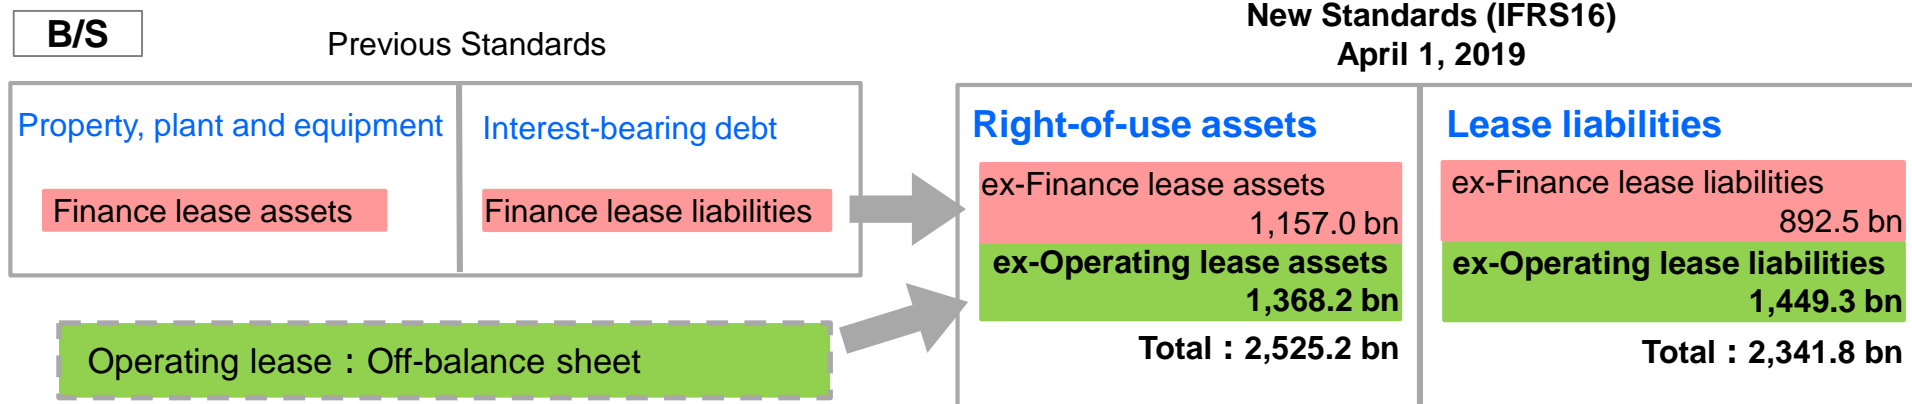 B/S
Previous Standards
New Standards (IFRS16)
April 1, 2019
Property, plant and equipment
Interest-bearing debt
Finance lease assets
Finance lease liabilities
Operating lease：Off-balance sheet
Right-of-use assets
ex-Finance lease assets
1,157.0 bn
ex-Operating lease assets
1,368.2 bn
Total：2,525.2 bn
Lease liabilities
ex-Finance lease liabilities
892.5 bn
ex-Operating lease liabilities
1,449.3 bn
Total：2,341.8 bn